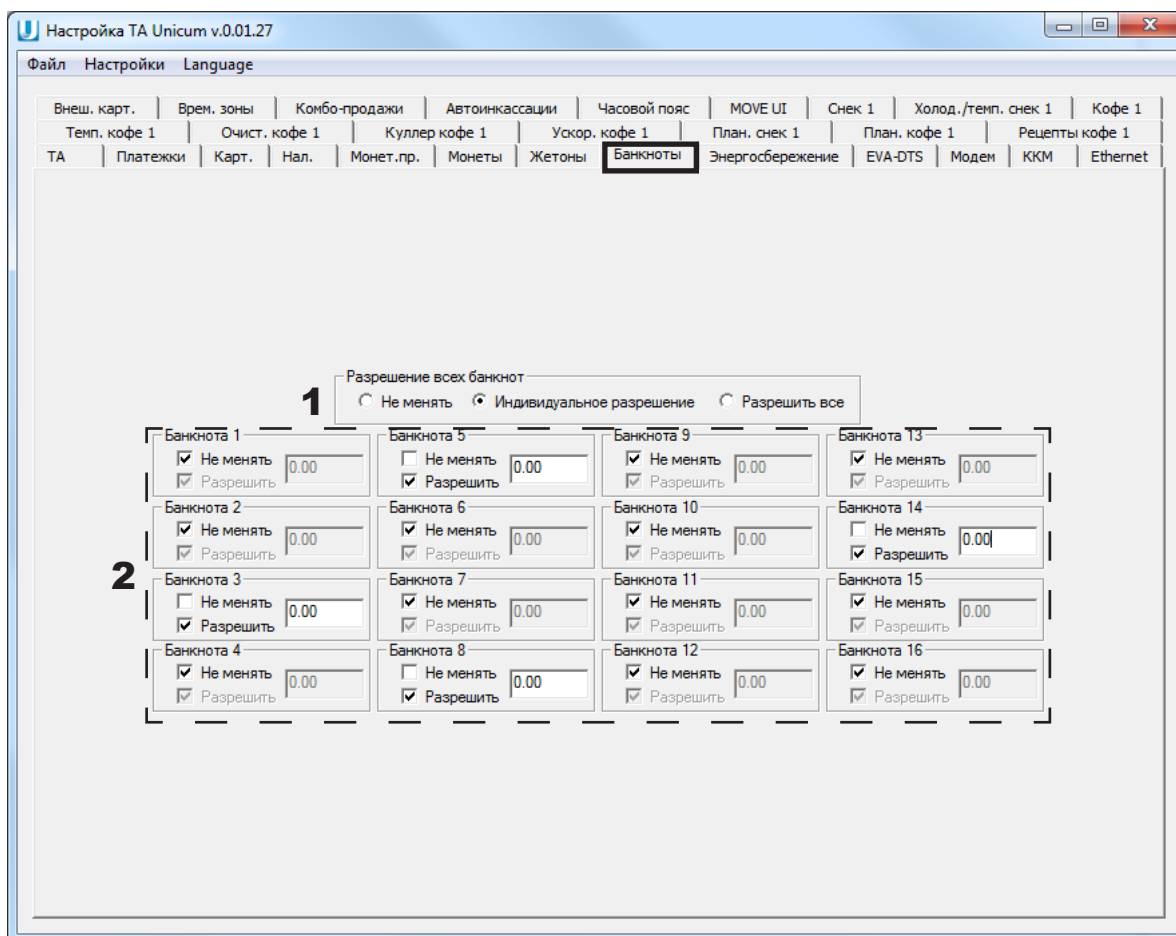 Настройка TA Unicum v.0.01.27
Файл Настройки Language
Внеш. карт. Врем. зоны Комбо-продажи Автоинкассации Часовой пояс MOVE UI Снек 1 Холод./темп. снек 1 Кофе 1
Темп. кофе 1 Очист. кофе 1 Куллер кофе 1 Ускор. кофе 1 План. снек 1 План. кофе 1 Рецепты кофе 1
ТА Платежки Карт. Нал. Монет.пр. Монеты Жетоны Банкноты Энергосбережение EVA-DTS Модем ККМ Ethernet
Разрешение всех банкнот
1 Не менять Индивидуальное разрешение Разрешить все
Банкнота 1 Банкнота 5 Банкнота 9 Банкнота 13
Не менять 0.00 Не менять 0.00 Не менять 0.00 Не менять 0.00
Разрешить Разрешить Разрешить Разрешить
Банкнота 2 Банкнота 6 Банкнота 10 Банкнота 14
Не менять 0.00 Не менять 0.00 Не менять 0.00 Не менять 0.00
Разрешить Разрешить Разрешить Разрешить
2 Банкнота 3 Банкнота 7 Банкнота 11 Банкнота 15
Не менять 0.00 Не менять 0.00 Не менять 0.00 Не менять 0.00
Разрешить Разрешить Разрешить Разрешить
Банкнота 4 Банкнота 8 Банкнота 12 Банкнота 16
Не менять 0.00 Не менять 0.00 Не менять 0.00 Не менять 0.00
Разрешить Разрешить Разрешить Разрешить